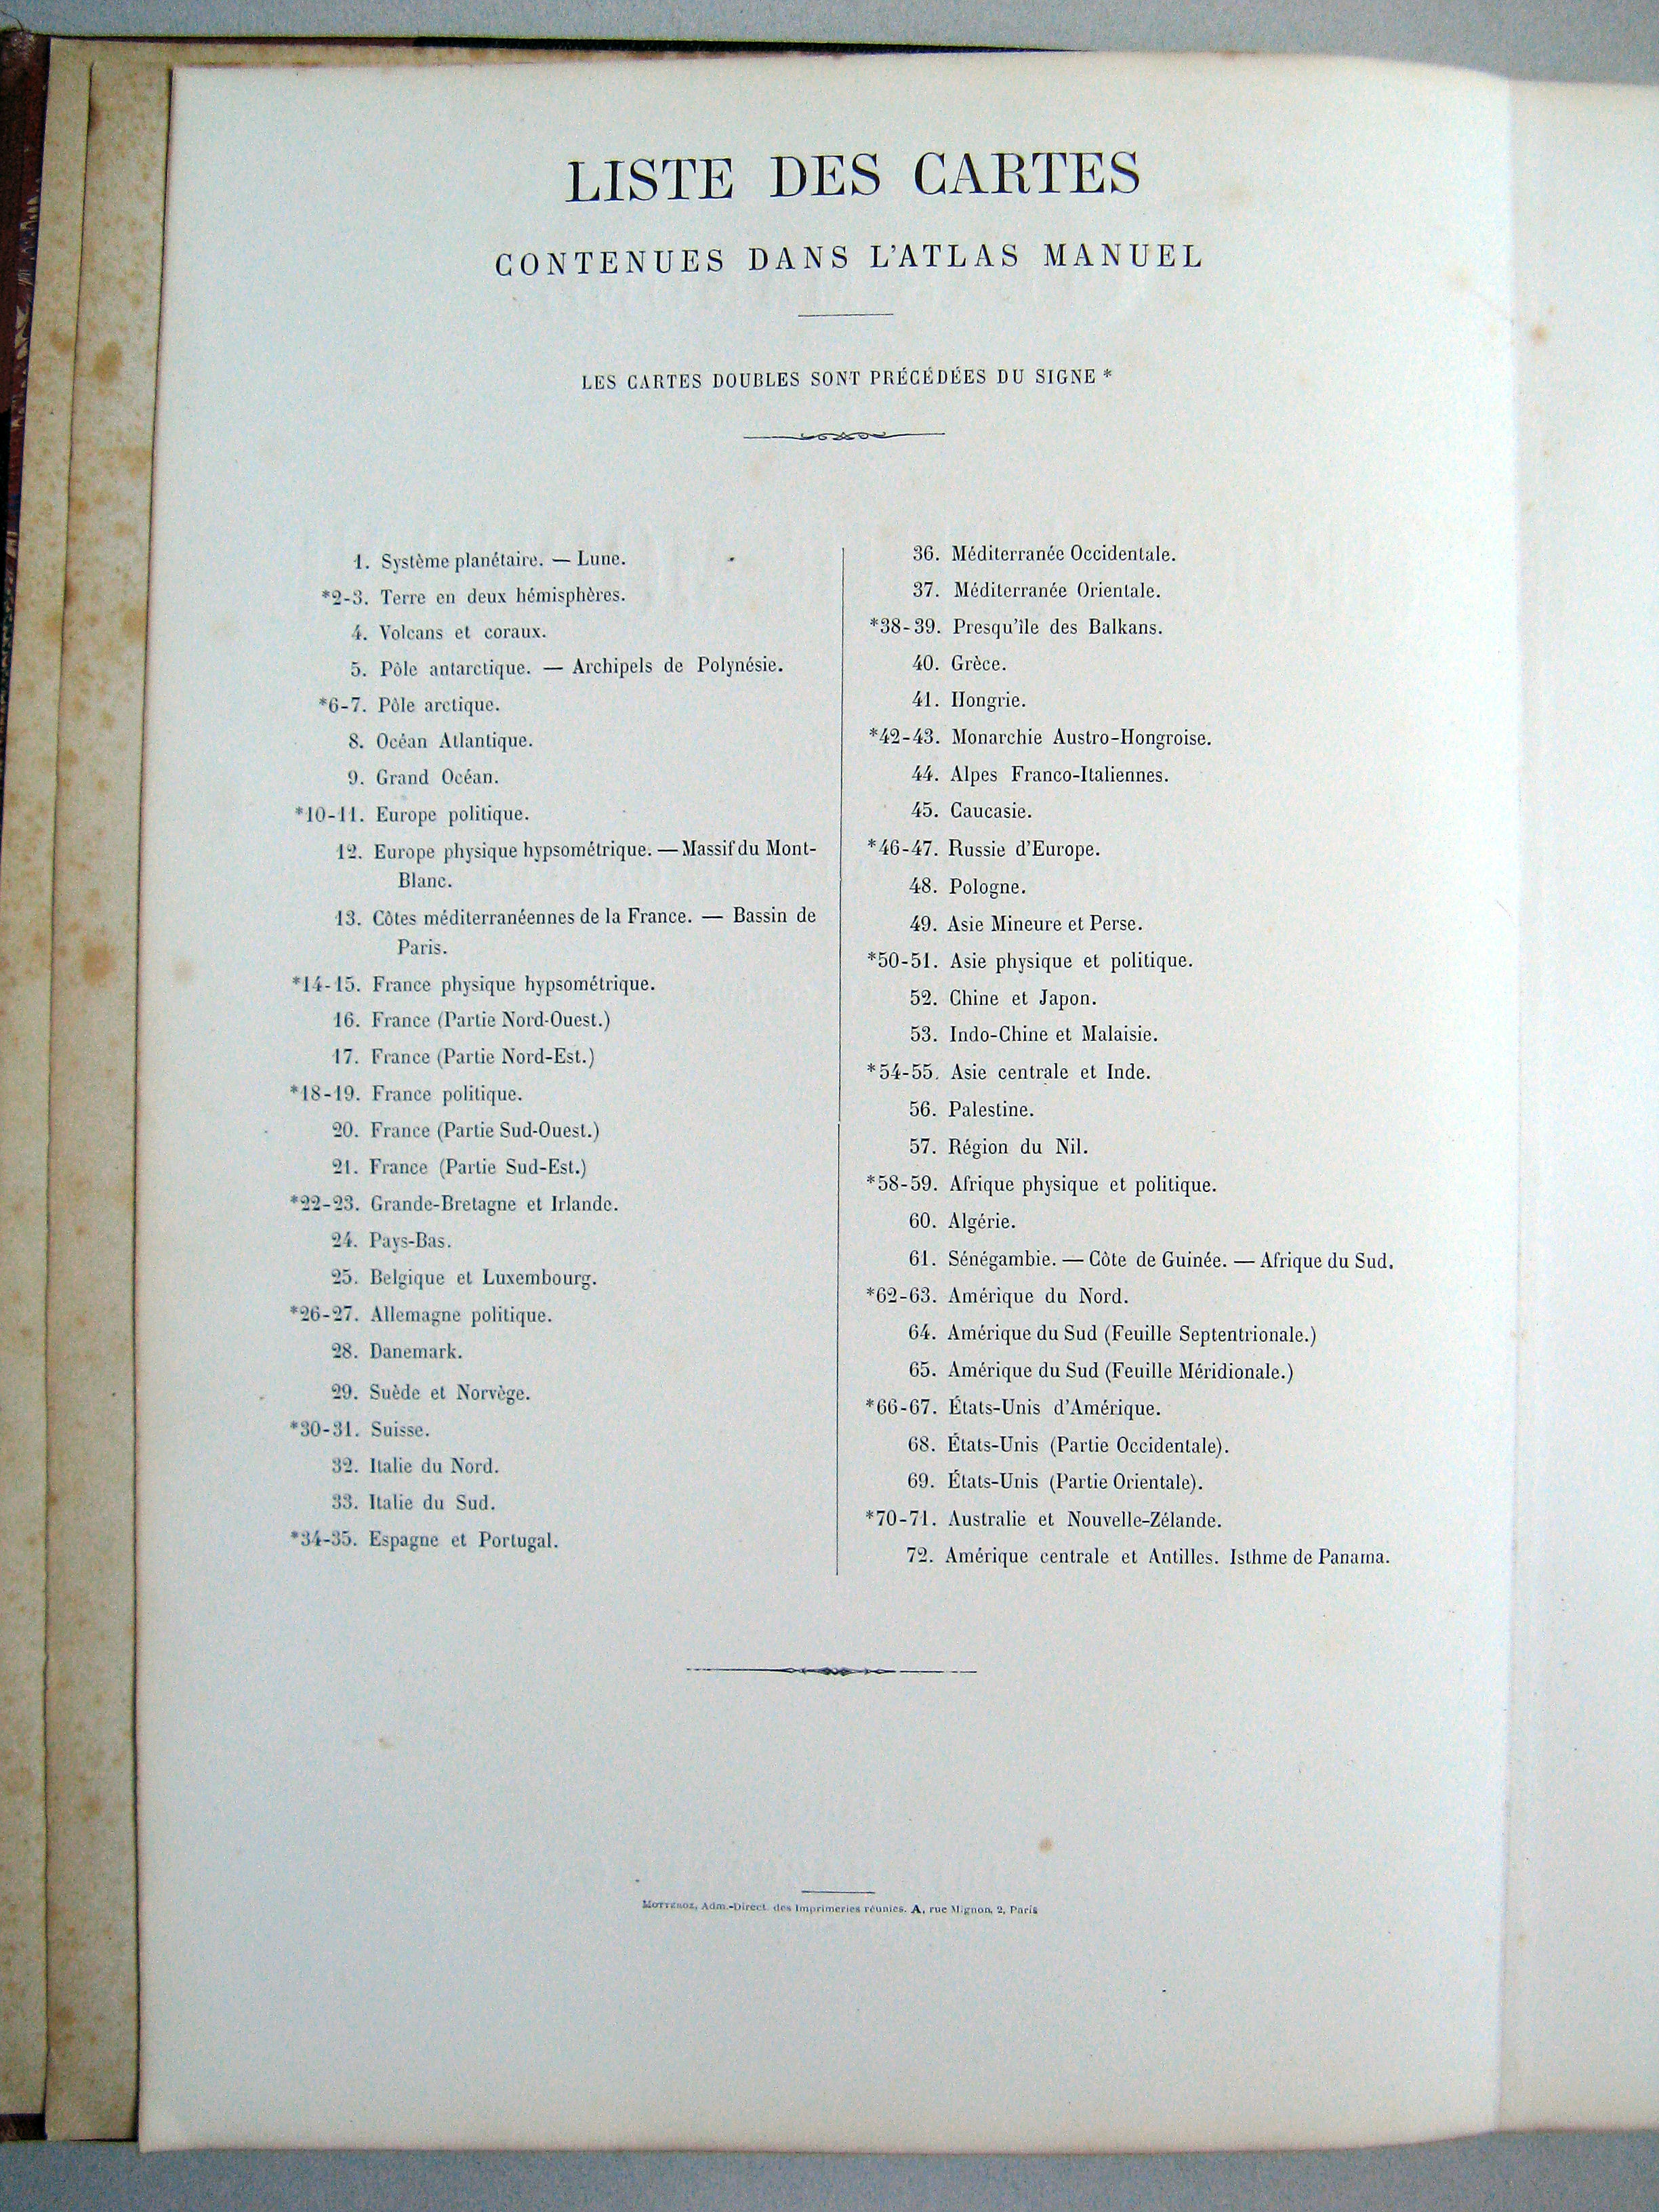 LISTE DES CARTES
CONTENUES DANS L'ATLAS MANUEL
LES CARTES DOUBLES SONT PRÉCÉDÉES DU SIGNE *
1. Système planétaire. — Lune.
*2-3. Terre en deux hémisphères.
4. Volcans et coraux.
5. Pôle antarctique. — Archipels de Polynésie.
*6-7. Pôle arctique.
8. Océan Atlantique.
9. Grand Océan.
*10-11. Europe politique.
12. Europe physique hypsométrique. — Massif du Mont-
Blanc.
13. Côtes méditerranéennes de la France. — Bassin de
Paris.
*14-15. France physique hypsométrique.
16. France (Partie Nord-Ouest.)
17. France (Partie Nord-Est.)
*18-19. France politique.
20. France (Partie Sud-Ouest.)
21. France (Partie Sud-Est.)
*22-23. Grande-Bretagne et Irlande.
24. Pays-Bas.
25. Belgique et Luxembourg.
*26-27. Allemagne politique.
28. Danemark.
29. Suède et Norvège.
*30-31. Suisse.
32. Italie du Nord.
33. Italie du Sud.
*34-35. Espagne et Portugal.
36. Méditerranée Occidentale.
37. Méditerranée Orientale.
*38-39. Presqu'île des Balkans.
40. Grèce.
41. Hongrie.
*42-43. Monarchie Austro-Hongroise.
44. Alpes Franco-Italiennes.
45. Caucasie.
*46-47. Russie d'Europe.
48. Pologne.
49. Asie Mineure et Perse.
*50-51. Asie physique et politique.
52. Chine et Japon.
53. Indo-Chine et Malaisie.
*54-55. Asie centrale et Inde.
56. Palestine.
57. Région du Nil.
*58-59. Afrique physique et politique.
60. Algérie.
61. Sénégambie. — Côte de Guinée. — Afrique du Sud.
*62-63. Amérique du Nord.
64. Amérique du Sud (Feuille Septentrionale.)
65. Amérique du Sud (Feuille Méridionale.)
*66-67. États-Unis d'Amérique.
68. États-Unis (Partie Occidentale).
69. États-Unis (Partie Orientale).
*70-71. Australie et Nouvelle-Zélande.
72. Amérique centrale et Antilles. Isthme de Panama.
MOTTEROZ, Adm.-Direct. des Imprimeries réunies. A, rue Mignon, 2, Paris